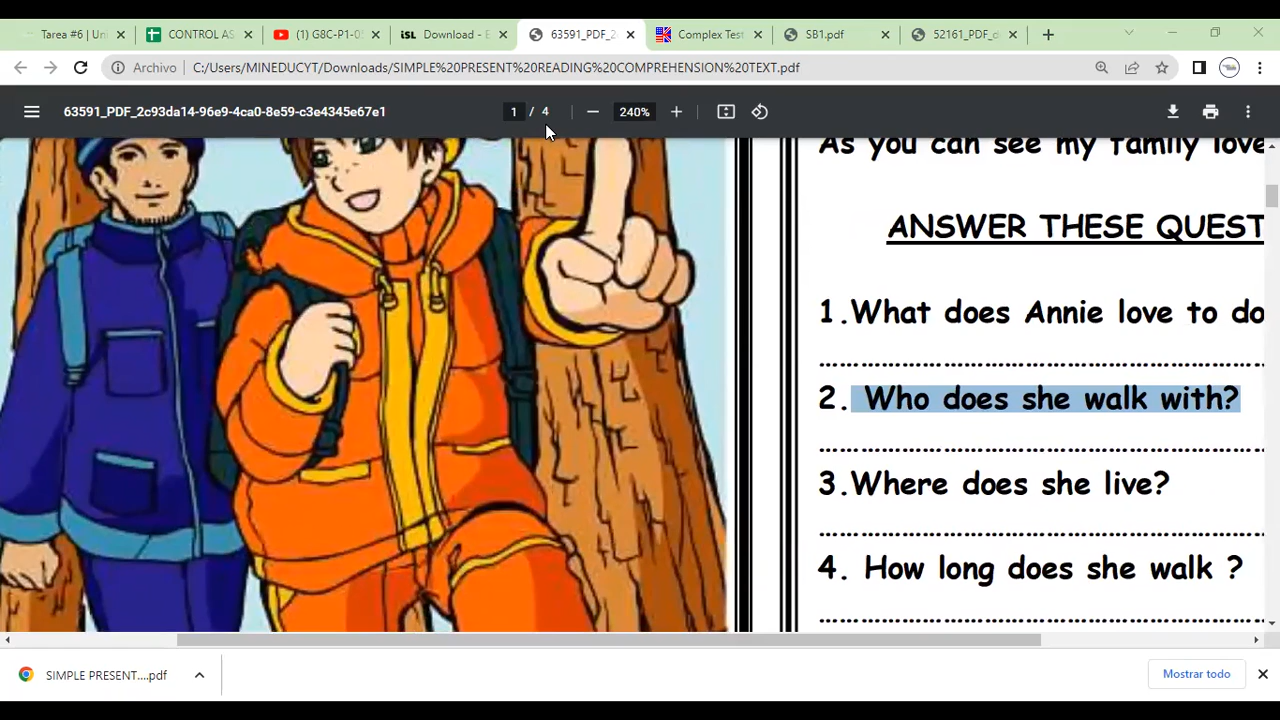 Tarea #6 | Uni
CONTROL AS
(1) G8C-P1-0
iSL Download - E
63591_PDF_2
Complex Test
SB1.pdf
52161_PDF_d
Archivo C:/Users/MINEDUCYT/Downloads/SIMPLE%20PRESENT%20READING%20COMPREHENSION%20TEXT.pdf
63591_PDF_2c93da14-96e9-4ca0-8e59-c3e4345e67e1
1 / 4
240%
As you can see my family love
ANSWER THESE QUEST
1.What does Annie love to do
2. Who does she walk with?
3.Where does she live?
4. How long does she walk ?
SIMPLE PRESENT....pdf
Mostrar todo